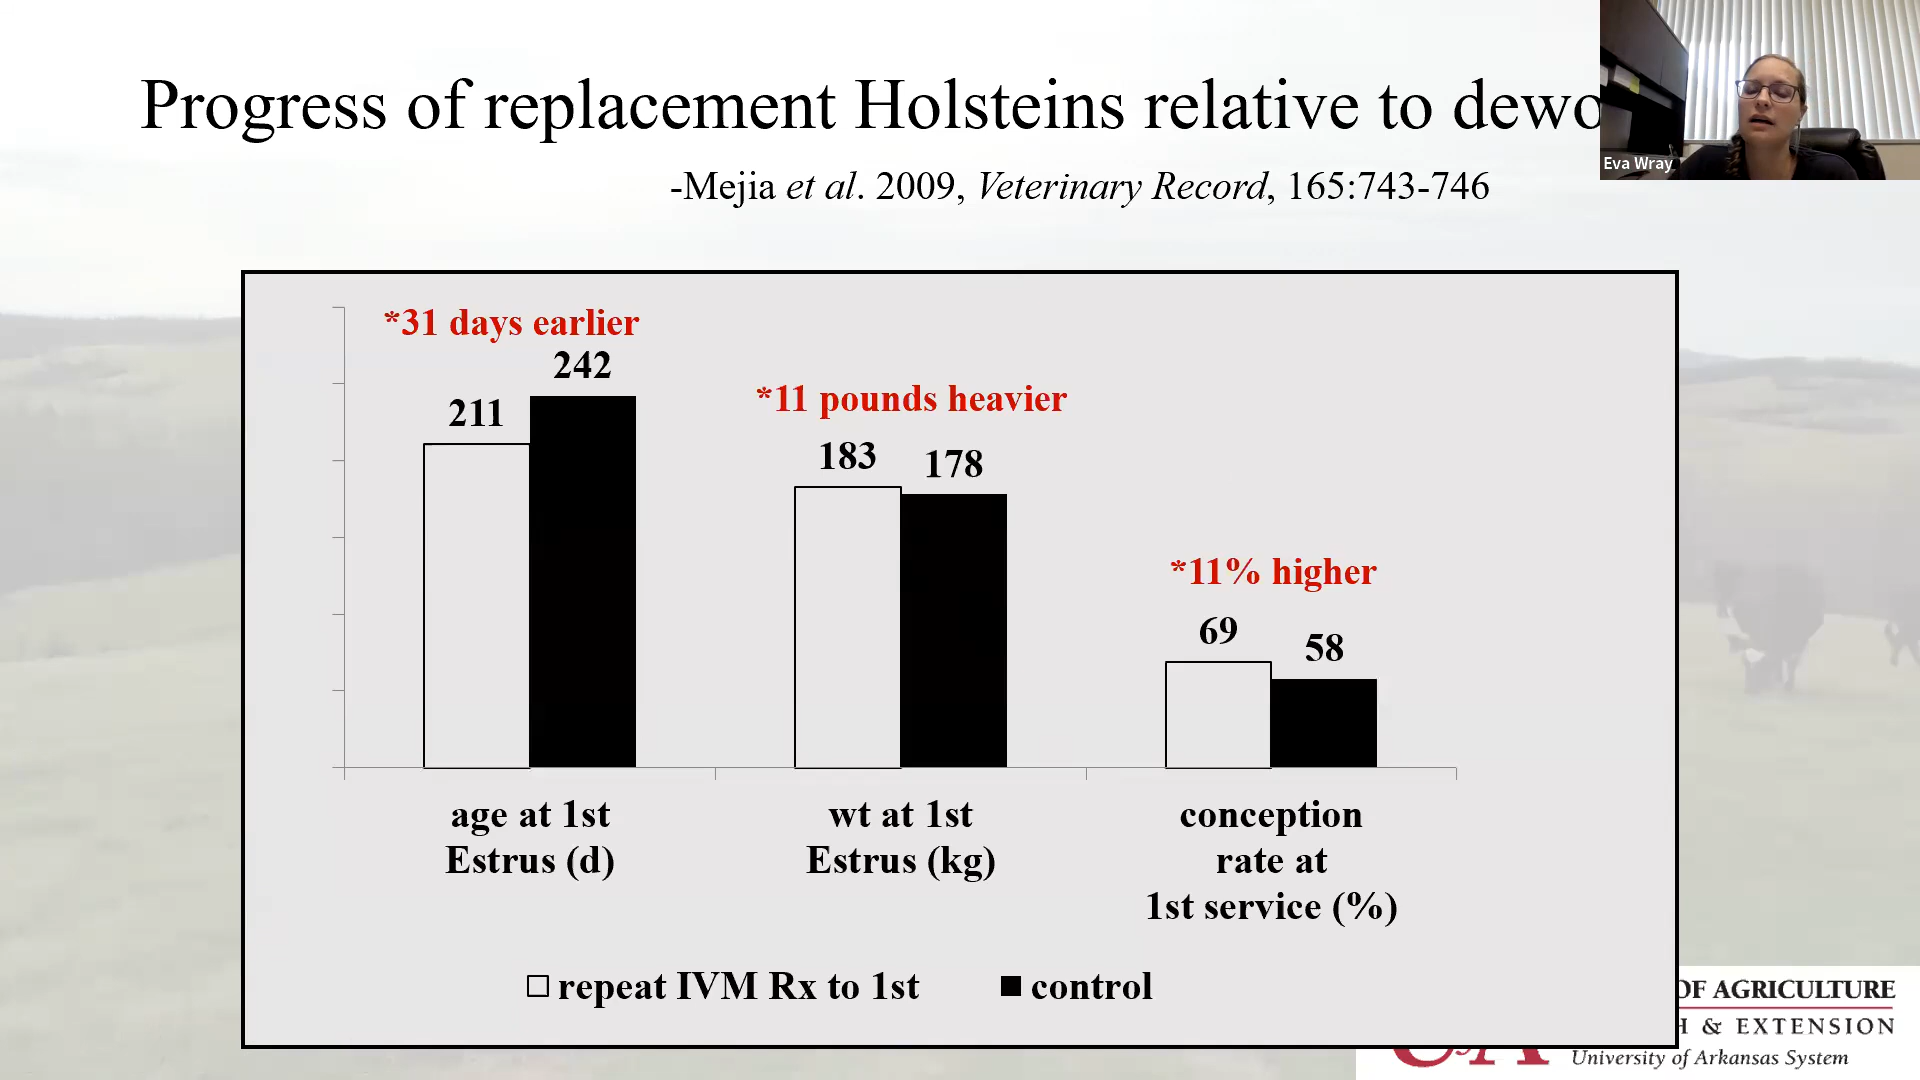 Progress of replacement Holsteins relative to
Eva Wray
-Mejia et al. 2009, Veterinary Record, 165:743-746
*31 days earlier
242
211
*11 pounds heavier
183
178
*11% higher
69
58
age at 1st
Estrus (d)
wt at 1st
Estrus (kg)
conception
rate at
1st service (%)
repeat IVM Rx to 1st
control
OF AGRICULTURE
& EXTENSION
University of Arkansas System